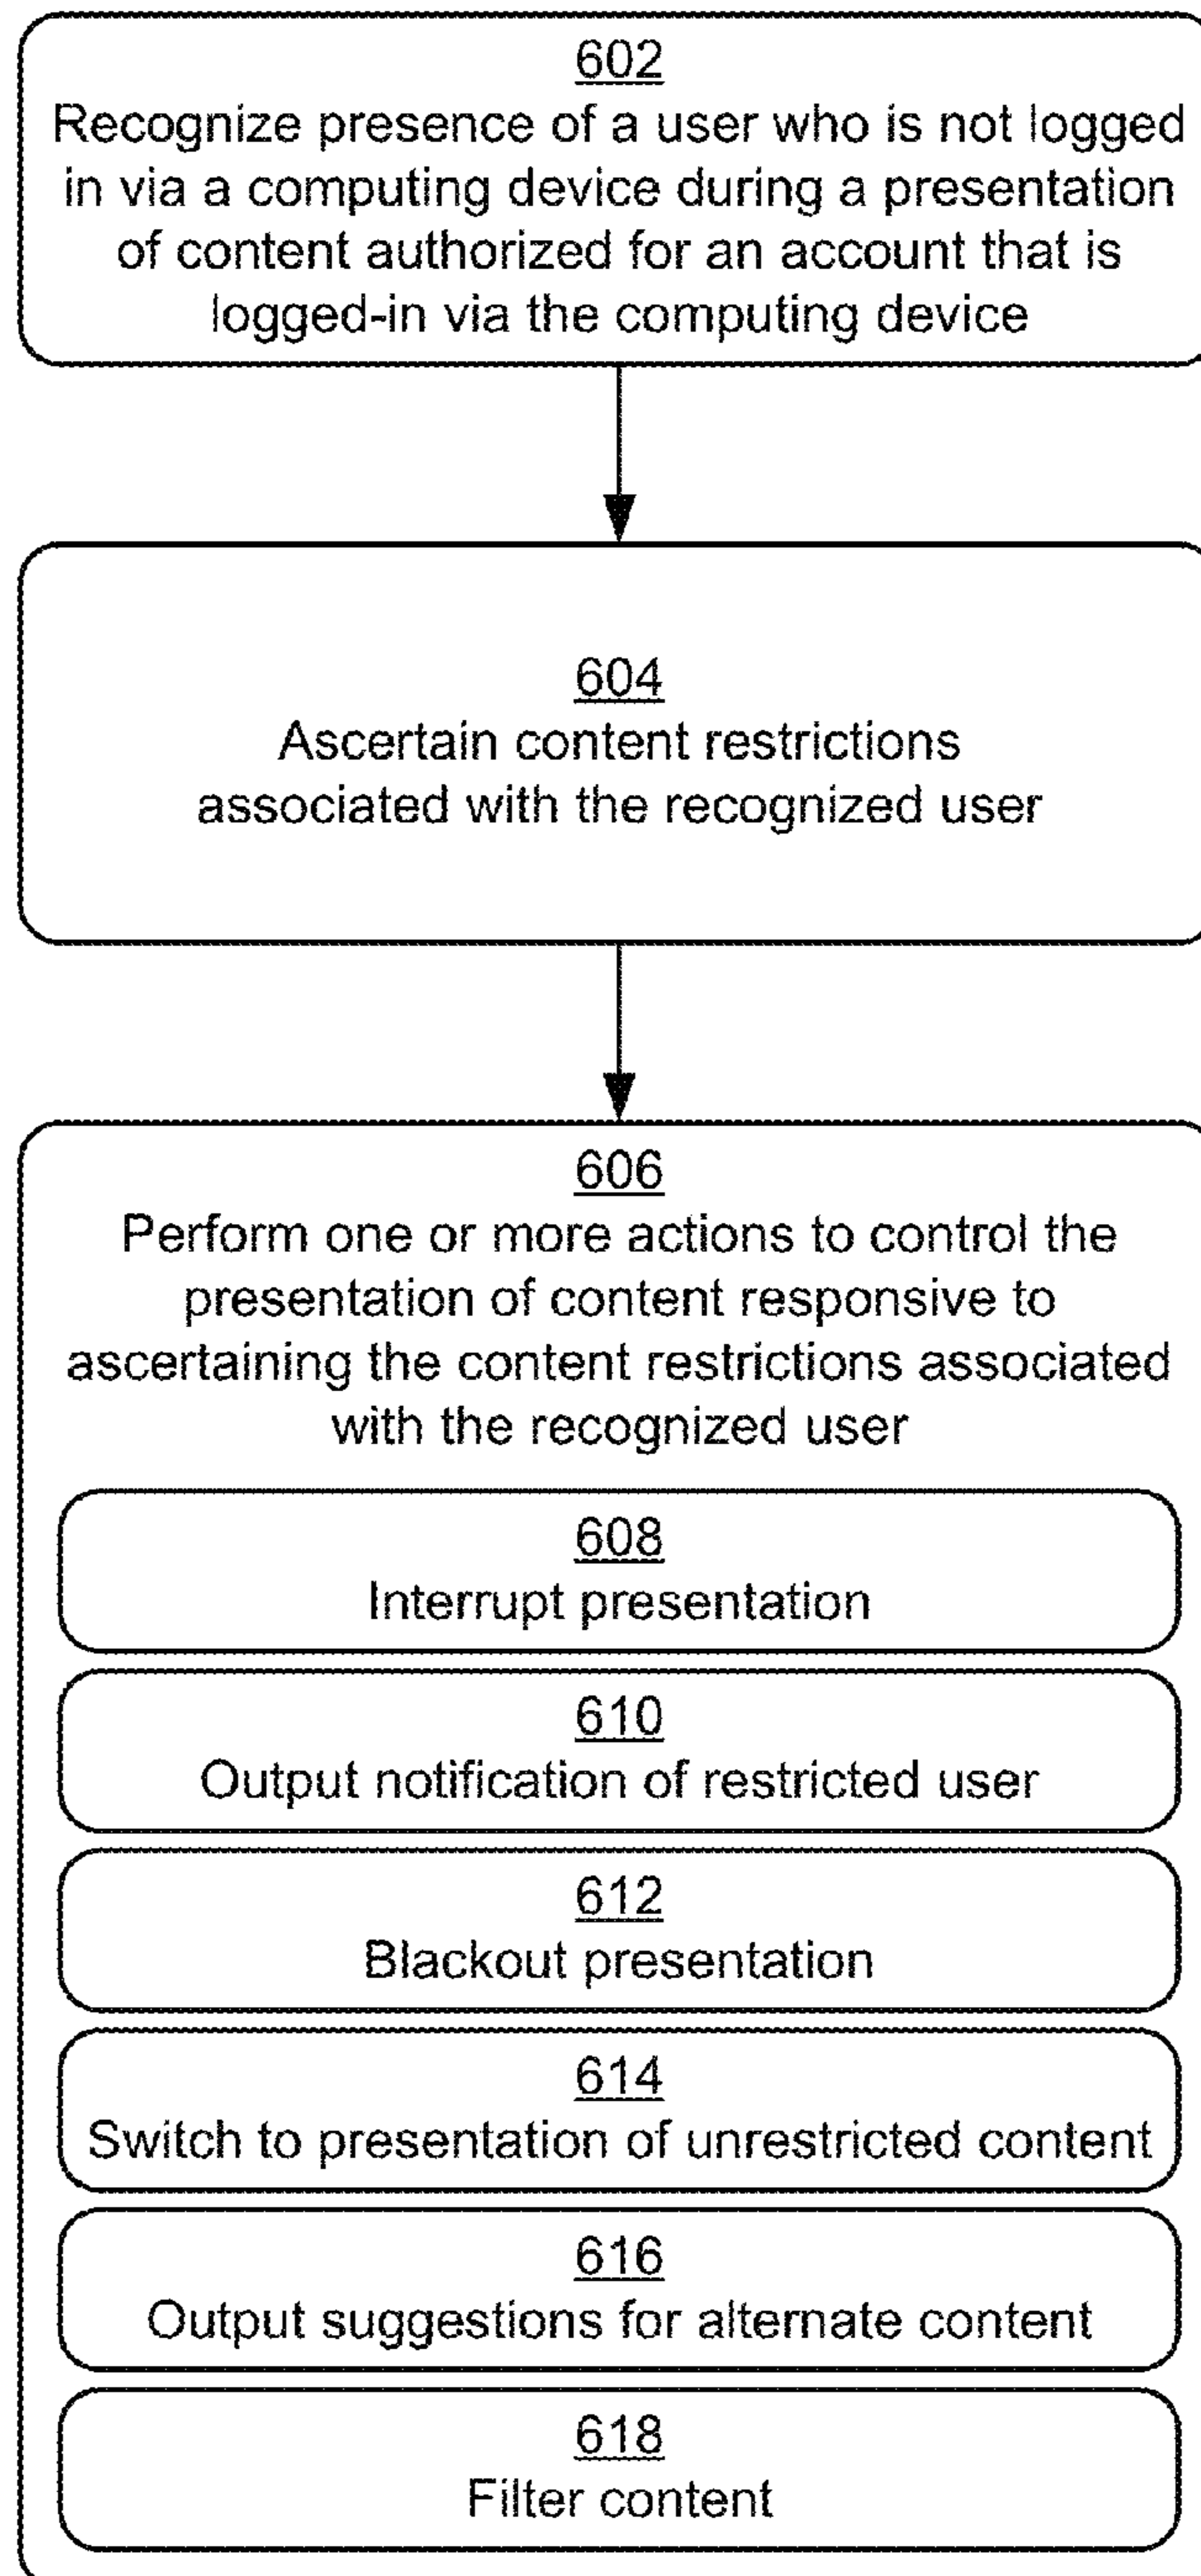 602
Recognize presence of a user who is not logged
in via a computing device during a presentation
of content authorized for an account that is
logged-in via the computing device
604
Ascertain content restrictions
associated with the recognized user
606
Perform one or more actions to control the
presentation of content responsive to
ascertaining the content restrictions associated
with the recognized user
608
Interrupt presentation
610
Output notification of restricted user
612
Blackout presentation
614
Switch to presentation of unrestricted content
616
Output suggestions for alternate content
618
Filter content